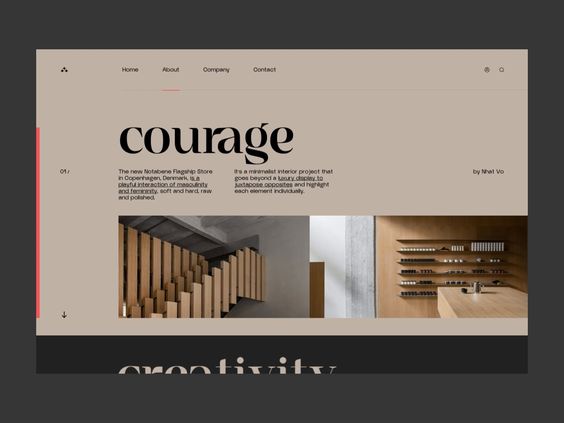 Home About Company Contact
courage
01/
The new Notabene Flagship Store
in Copenhagen, Denmark, is a
playful interaction of masculinity
and femininity, soft and hard, raw
and polished.
It's a minimalist interior project that
goes beyond a luxury display to
juxtapose opposites and highlight
each element individually.
by Nhat Vo
creativity